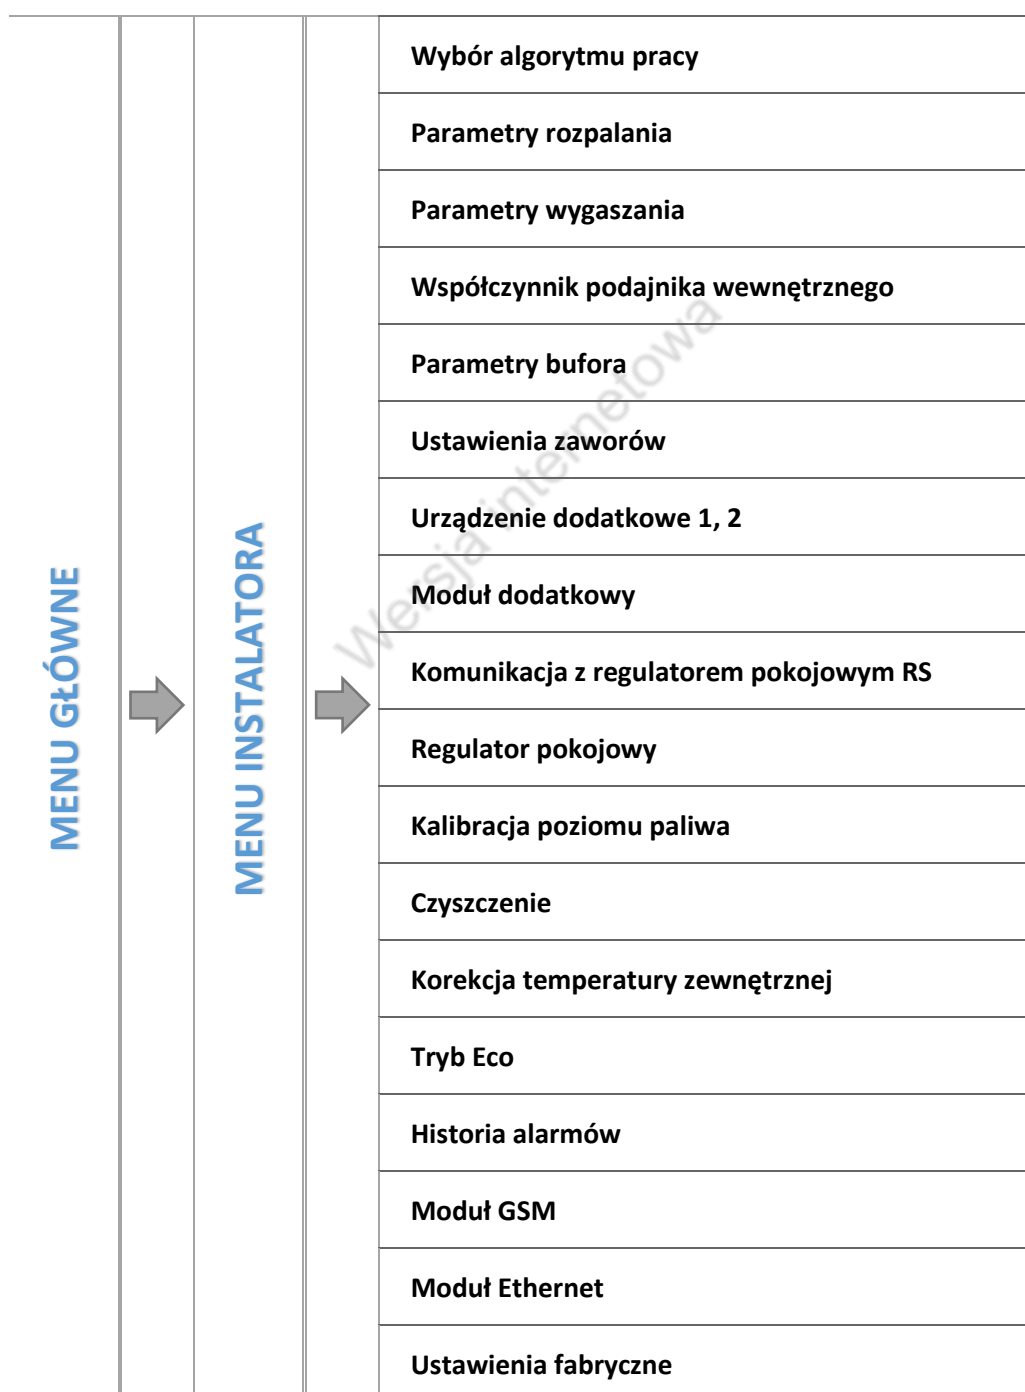 MENU GŁÓWNE
MENU INSTALATORA
Wybór algorytmu pracy
Parametry rozpalania
Parametry wygaszania
Współczynnik podajnika wewnętrznego
Parametry bufora
Ustawienia zaworów
Urządzenie dodatkowe 1, 2
Moduł dodatkowy
Komunikacja z regulatorem pokojowym RS
Regulator pokojowy
Kalibracja poziomu paliwa
Czyszczenie
Korekcja temperatury zewnętrznej
Tryb Eco
Historia alarmów
Moduł GSM
Moduł Ethernet
Ustawienia fabryczne
Wersja internetowa